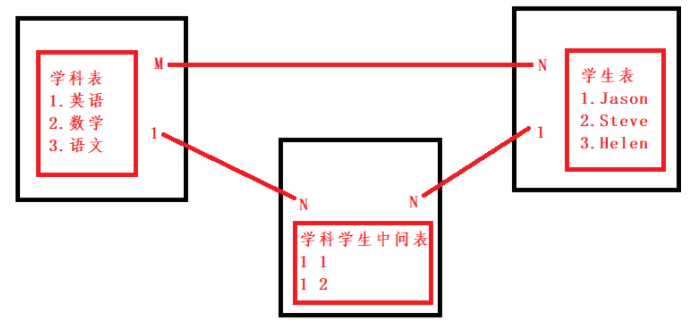 学科表
1.英语
2.数学
3.语文
M
1
N
1
学生表
1.Jason
2.Steve
3.Helen
N
N
学科学生中间表
1 1
1 2